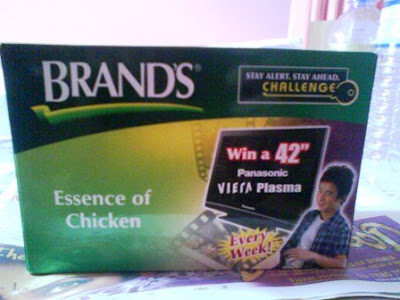 BRAND'S®
STAY ALERT. STAY AHEAD.
CHALLENGE
Win a 42"
Panasonic
VIErA Plasma
Essence of
Chicken
Every
Week!